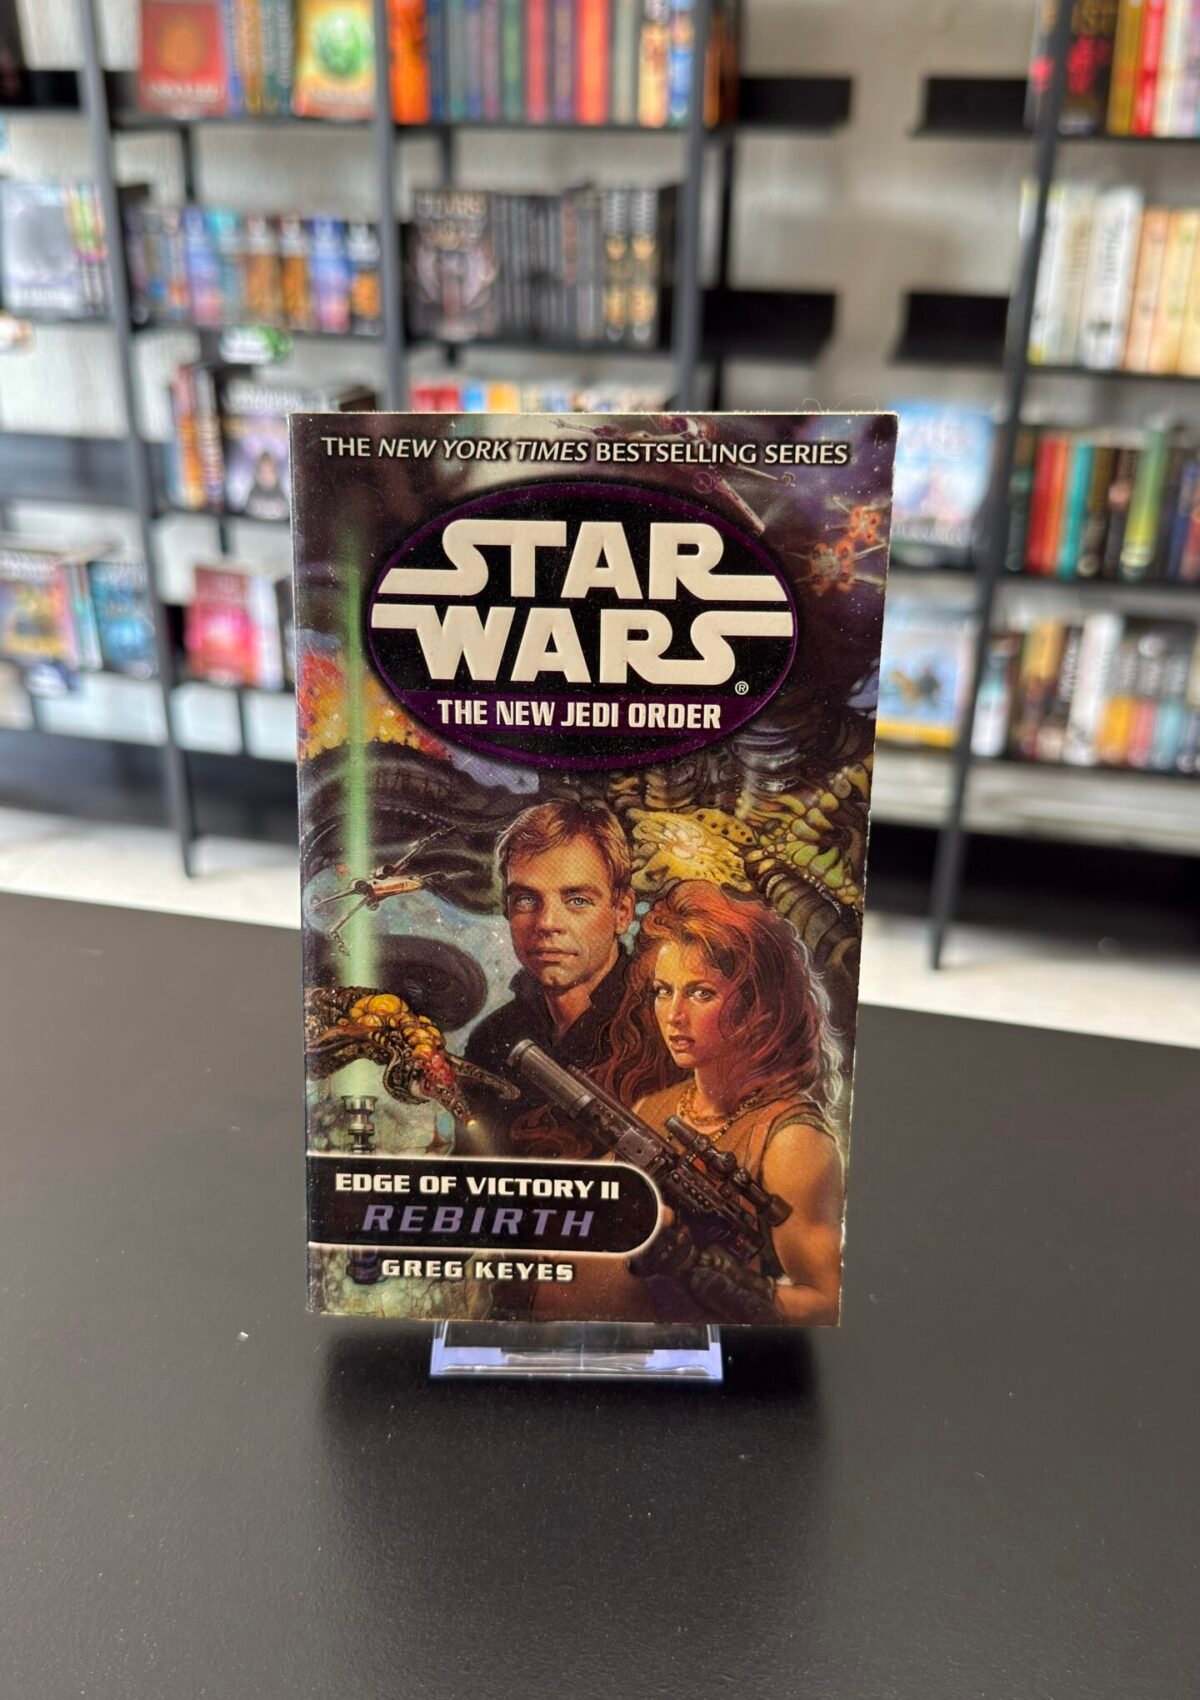 THE NEW YORK TIMES BESTSELLING SERIES
STAR
WARS®
THE NEW JEDI ORDER
EDGE OF VICTORY II
REBIRTH
GREG KEYES